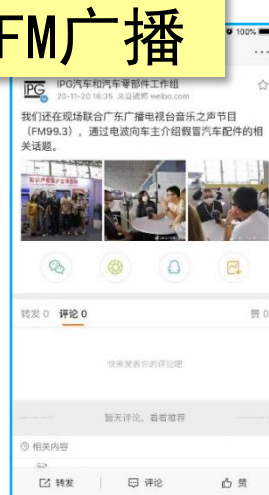 FM广播
100%
IPG
IPG汽车和汽车零部件工作组
20-11-20 16:35 来自微博 weibo.com
我们还在现场联合广东广播电视台音乐之声节目
（FM99.3），通过电波向车主介绍假冒汽车配件的相
关话题。
转发 0 评论 0 赞 0
快来发表你的评论吧
暂无评论，看看推荐
相关内容
转发 评论 赞